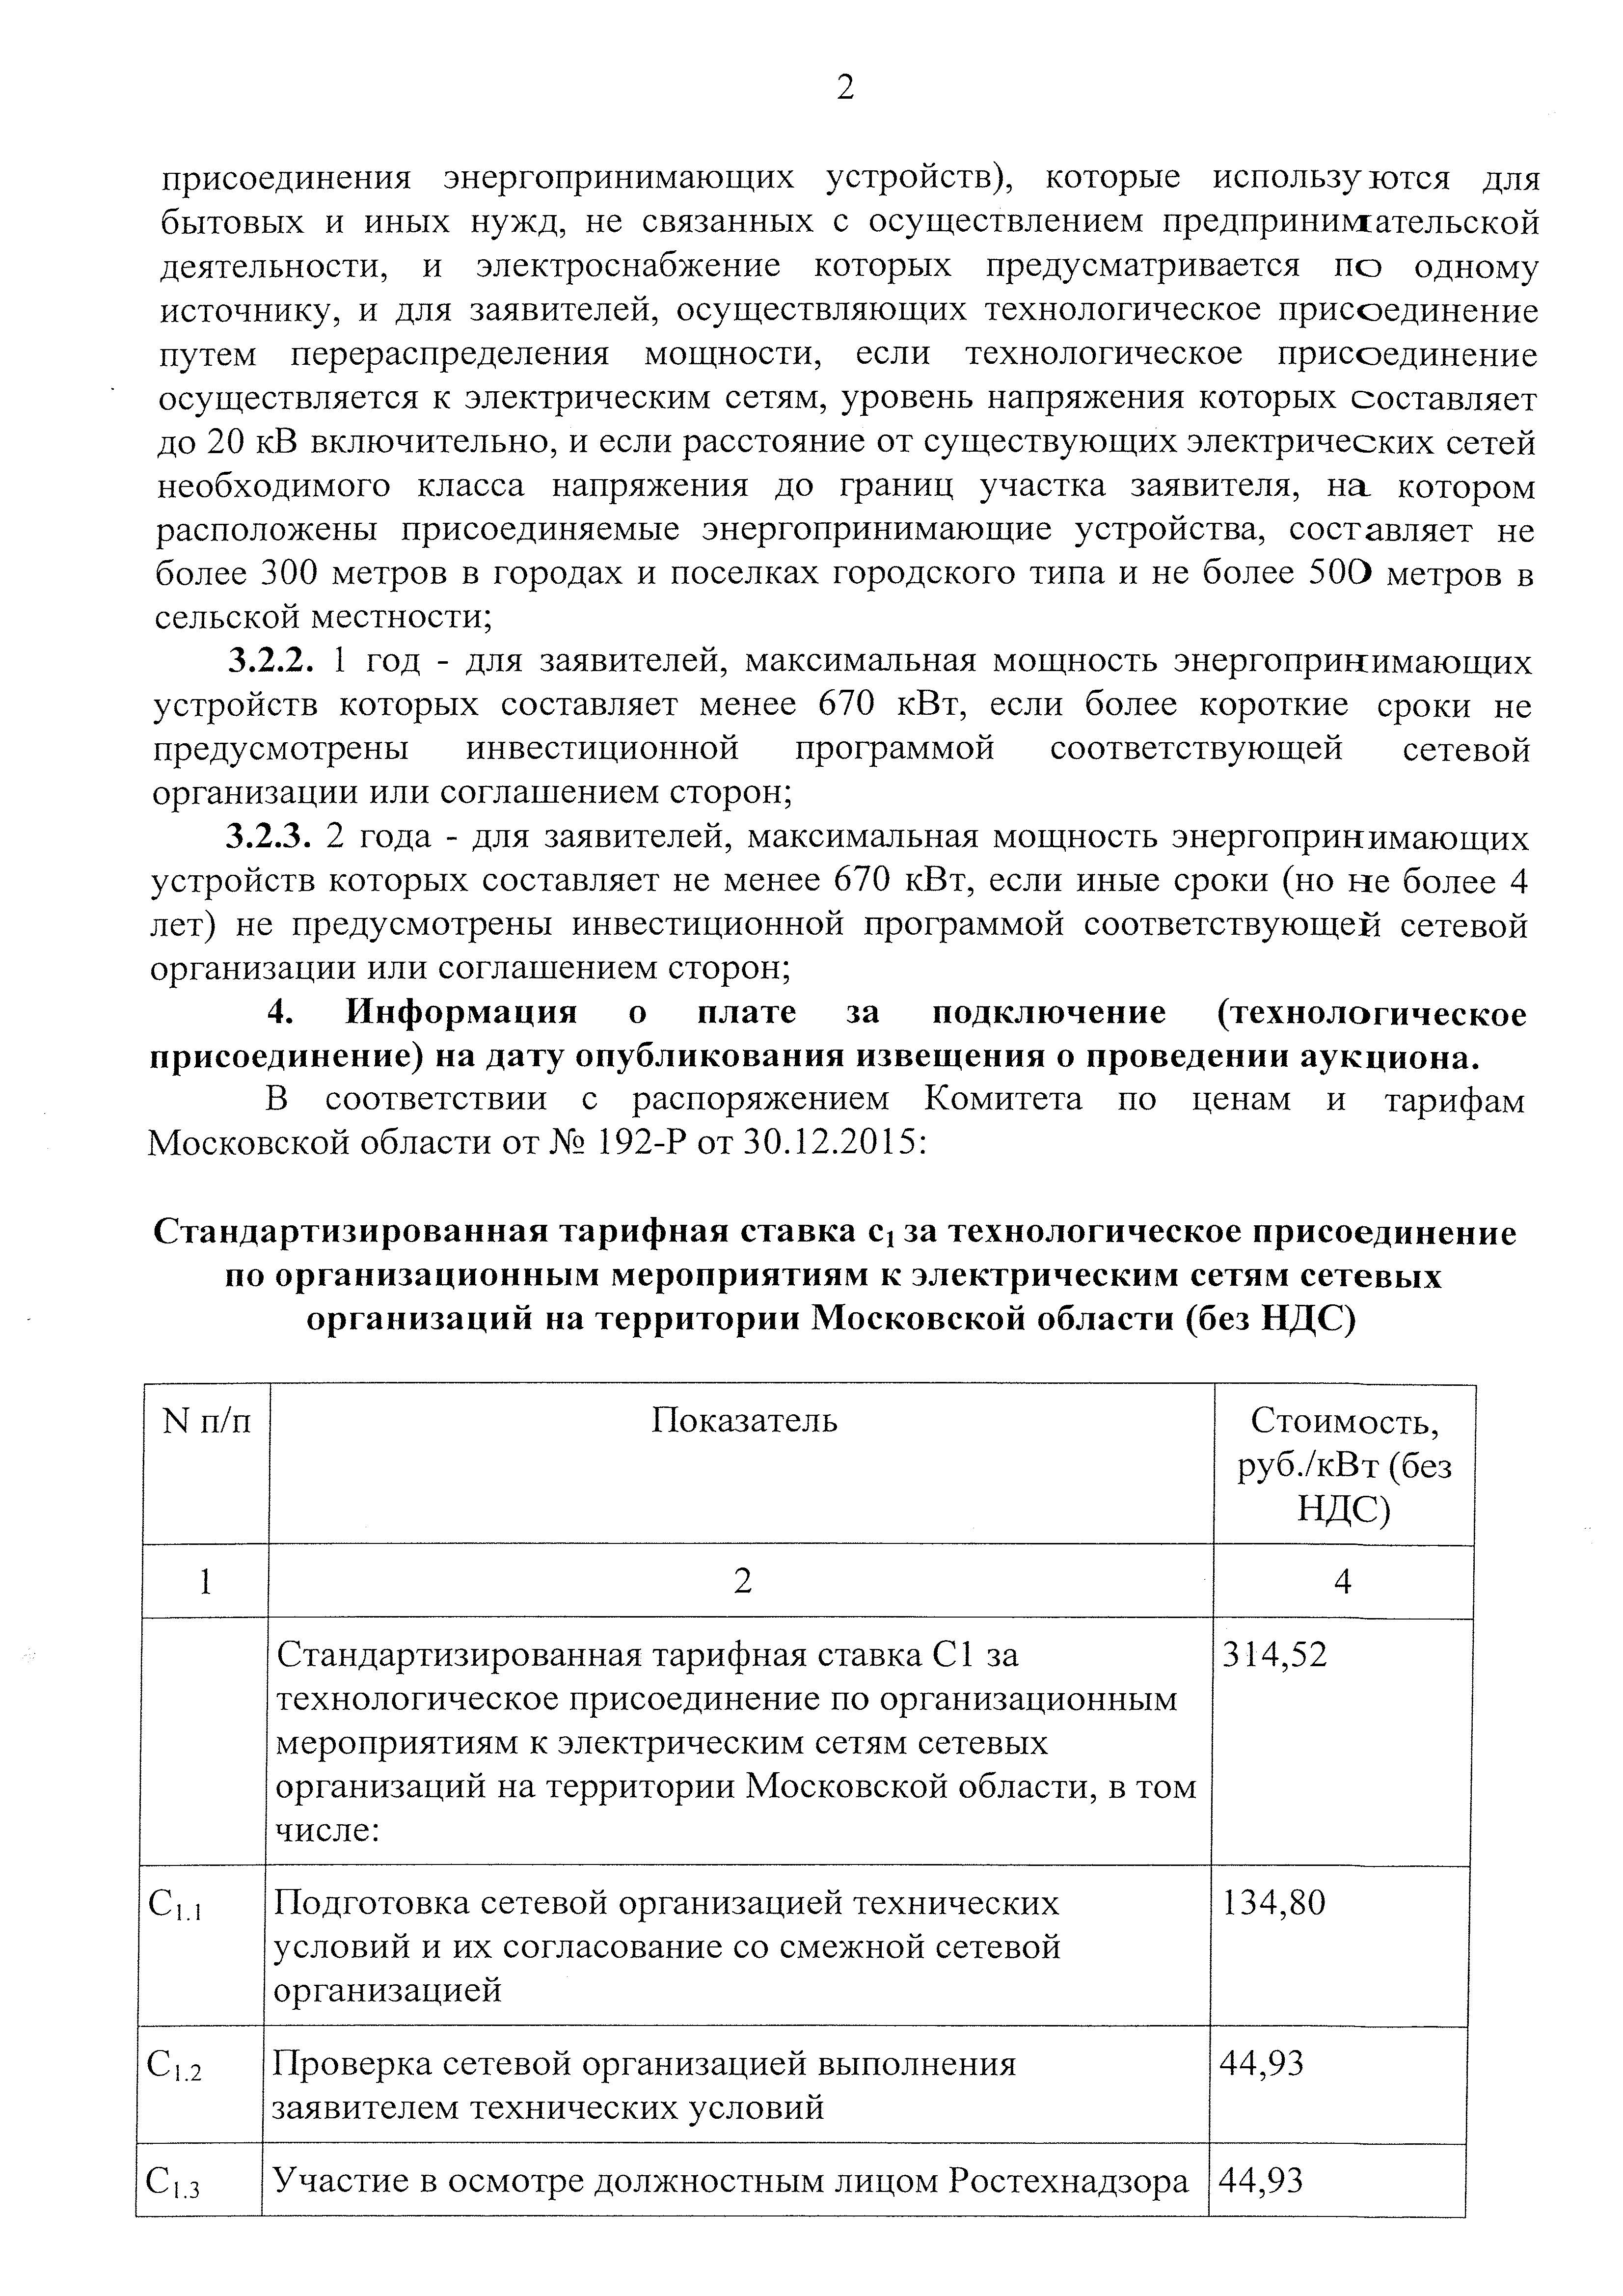 2
присоединения энергопринимающих устройств), которые используются для
бытовых и иных нужд, не связанных с осуществлением предпринимательской
деятельности, и электроснабжение которых предусматривается по одному
источнику, и для заявителей, осуществляющих технологическое присоединение
путем перераспределения мощности, если технологическое присоединение
осуществляется к электрическим сетям, уровень напряжения которых составляет
до 20 кВ включительно, и если расстояние от существующих электрических сетей
необходимого класса напряжения до границ участка заявителя, на котором
расположены присоединяемые энергопринимающие устройства, составляет не
более 300 метров в городах и поселках городского типа и не более 500 метров в
сельской местности;
3.2.2. 1 год - для заявителей, максимальная мощность энергопринимающих
устройств которых составляет менее 670 кВт, если более короткие сроки не
предусмотрены инвестиционной программой соответствующей сетевой
организации или соглашением сторон;
3.2.3. 2 года - для заявителей, максимальная мощность энергопринимающих
устройств которых составляет не менее 670 кВт, если иные сроки (но не более 4
лет) не предусмотрены инвестиционной программой соответствующей сетевой
организации или соглашением сторон;
4. Информация о плате за подключение (технологическое
присоединение) на дату опубликования извещения о проведении аукциона.
В соответствии с распоряжением Комитета по ценам и тарифам
Московской области от № 192-Р от 30.12.2015:
Стандартизированная тарифная ставка c₁ за технологическое присоединение
по организационным мероприятиям к электрическим сетям сетевых
организаций на территории Московской области (без НДС)
N п/п
Показатель
Стоимость,
руб./кВт (без
НДС)
1
2
4
Стандартизированная тарифная ставка С1 за
технологическое присоединение по организационным
мероприятиям к электрическим сетям сетевых
организаций на территории Московской области, в том
числе:
314,52
С1.1
Подготовка сетевой организацией технических
условий и их согласование со смежной сетевой
организацией
134,80
С1.2
Проверка сетевой организацией выполнения
заявителем технических условий
44,93
С1.3
Участие в осмотре должностным лицом Ростехнадзора
44,93